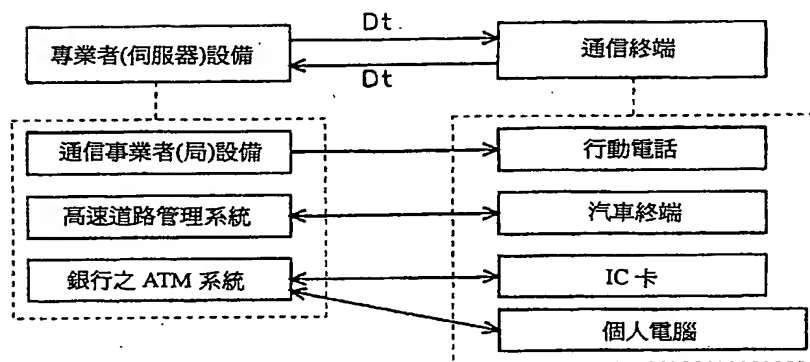 Dt
專業者(伺服器)設備
通信終端
Dt
通信事業者(局)設備
行動電話
高速道路管理系統
汽車終端
銀行之 ATM 系統
IC 卡
個人電腦